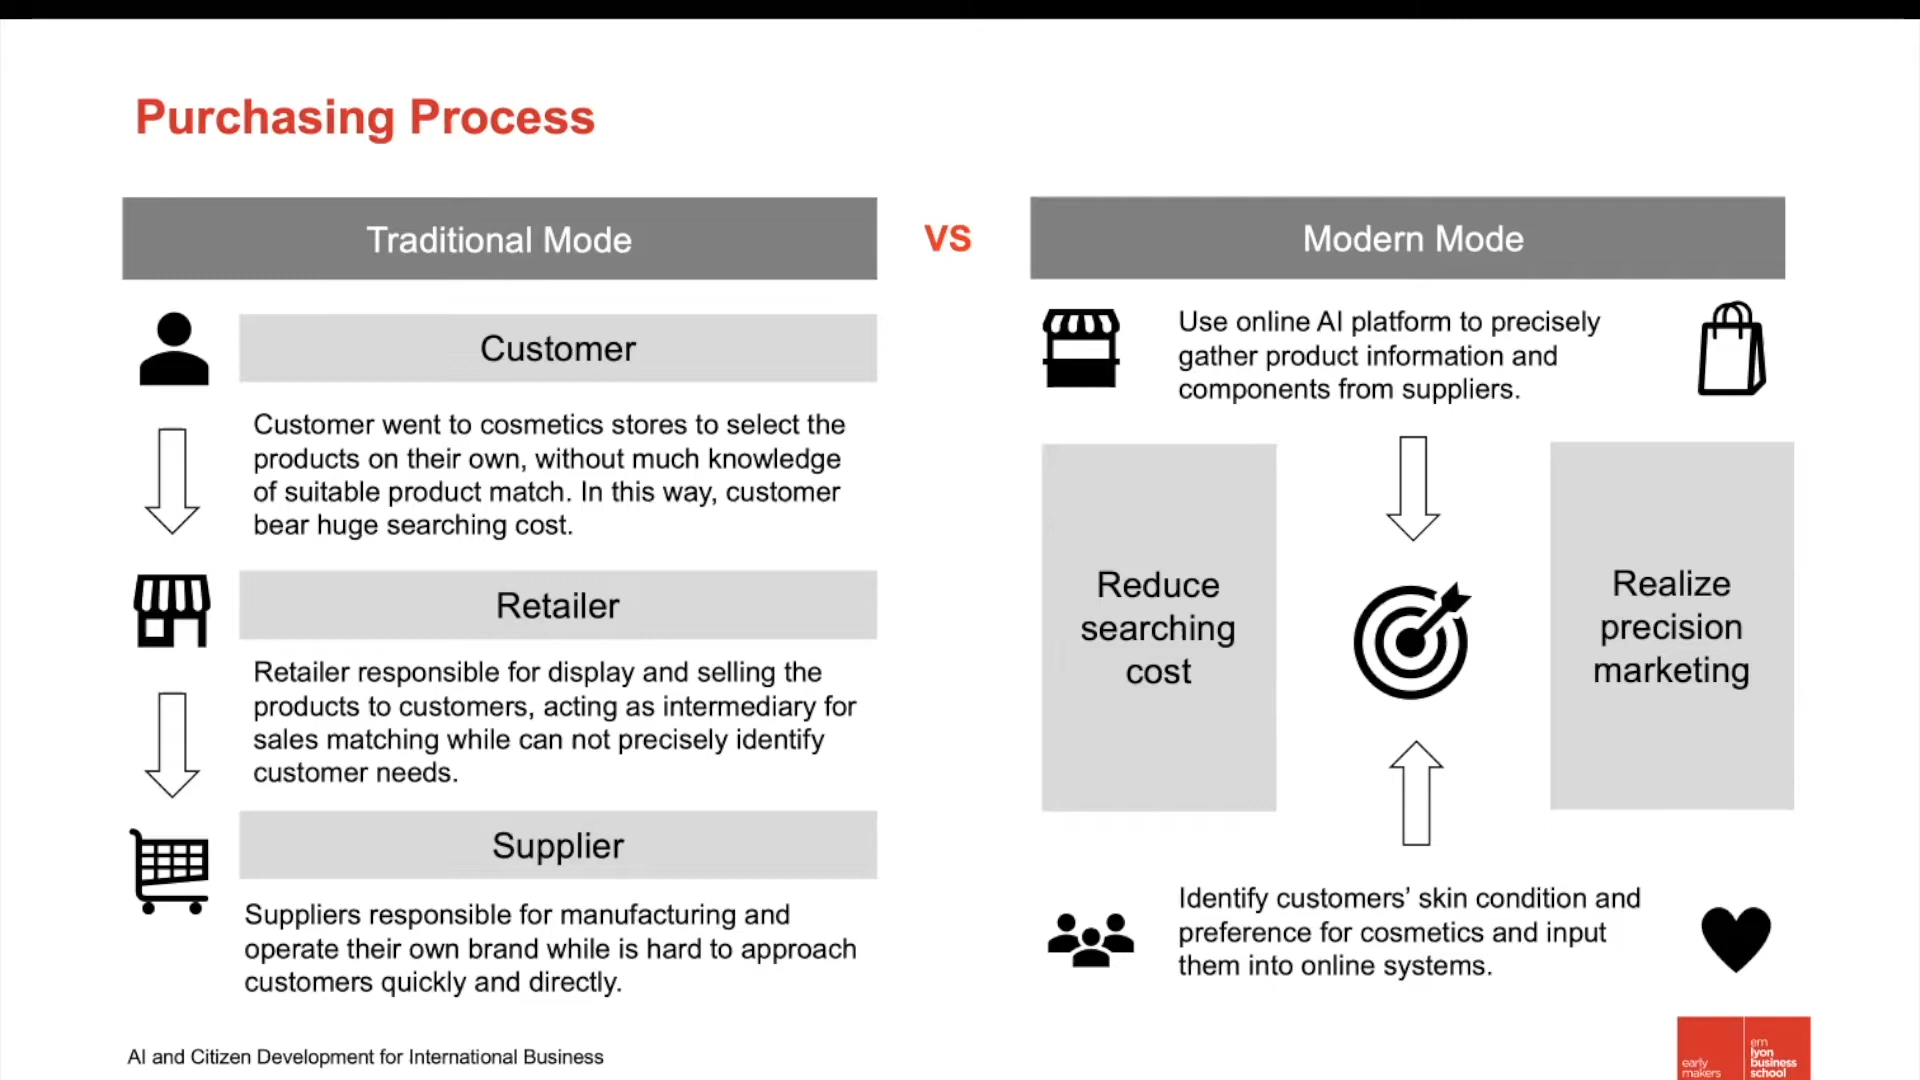 Purchasing Process
Traditional Mode
VS
Modern Mode
Customer
Customer went to cosmetics stores to select the
products on their own, without much knowledge
of suitable product match. In this way, customer
bear huge searching cost.
Retailer
Retailer responsible for display and selling the
products to customers, acting as intermediary for
sales matching while can not precisely identify
customer needs.
Supplier
Suppliers responsible for manufacturing and
operate their own brand while is hard to approach
customers quickly and directly.
Use online AI platform to precisely
gather product information and
components from suppliers.
Reduce
searching
cost
Realize
precision
marketing
Identify customers’ skin condition and
preference for cosmetics and input
them into online systems.
AI and Citizen Development for International Business
early
makers
em
lyon
business
school